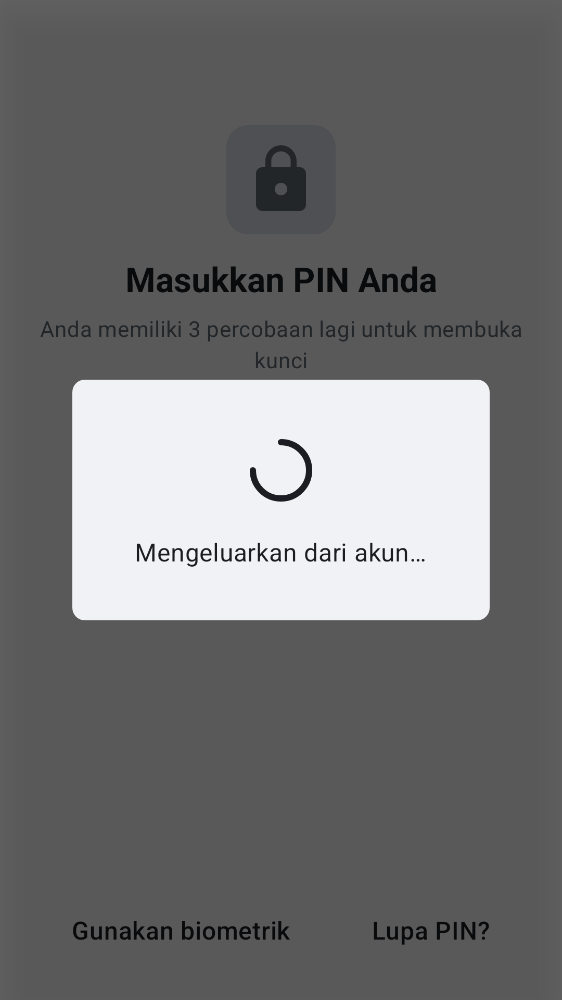 Masukkan PIN Anda
Anda memiliki 3 percobaan lagi untuk membuka
kunci
Mengeluarkan dari akun…
Gunakan biometrik
Lupa PIN?